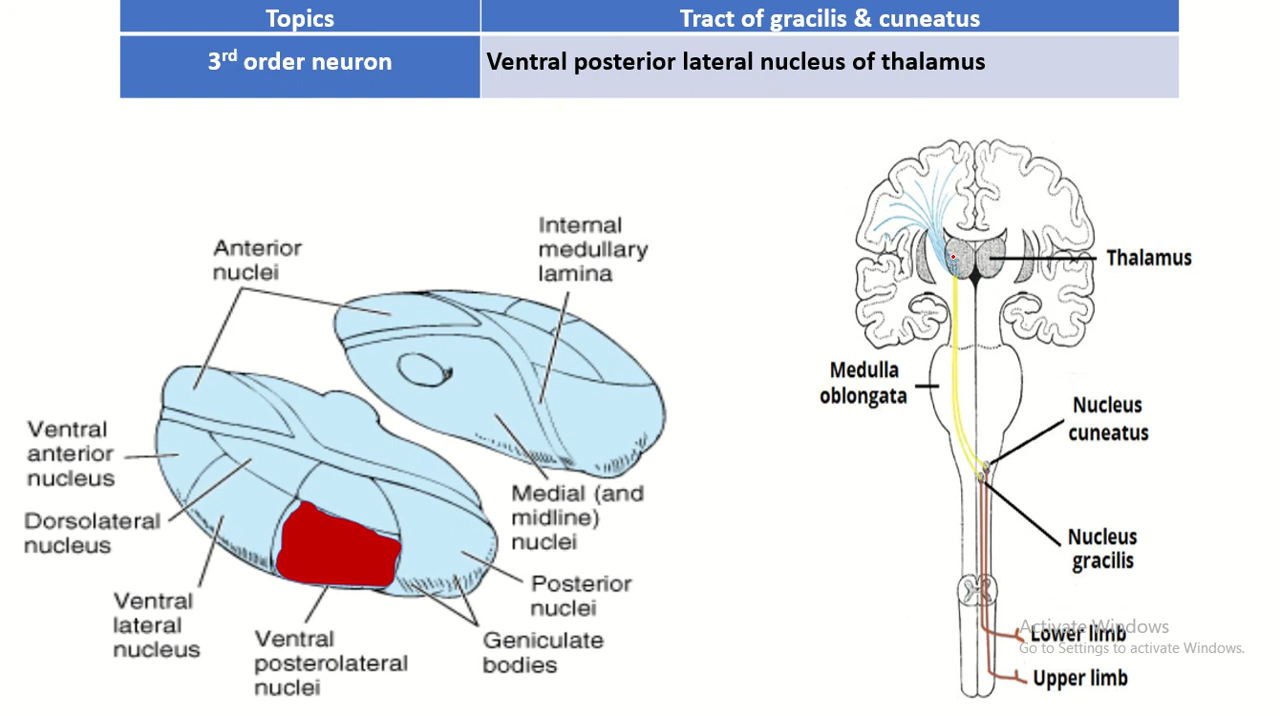 Topics
Tract of gracilis & cuneatus
3rd order neuron
Ventral posterior lateral nucleus of thalamus
Anterior
nuclei
Internal
medullary
lamina
Ventral
anterior
nucleus
Dorsolateral
nucleus
Ventral
lateral
nucleus
Ventral
posterolateral
nuclei
Medial (and
midline)
nuclei
Posterior
nuclei
Geniculate
bodies
Thalamus
Medulla
oblongata
Nucleus
cuneatus
Nucleus
gracilis
Lower limb
Upper limb
Activate Windows
Go to Settings to activate Windows.